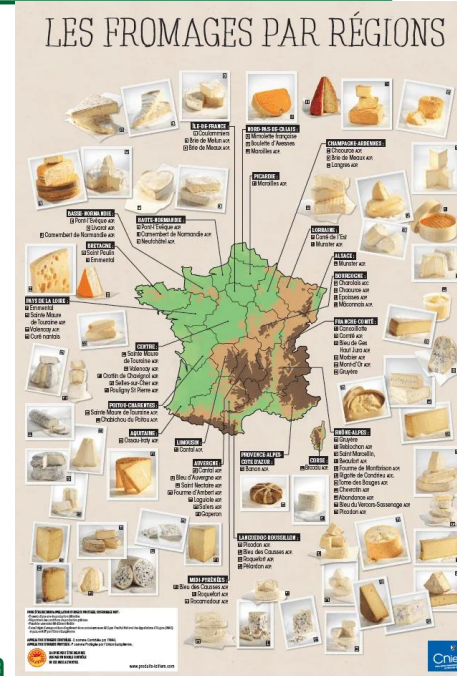 LES FROMAGES PAR RÉGIONS
ÎLE-DE-FRANCE :
Coulommiers
Brie de Melun AOP
Brie de Meaux AOP
NORD-PAS-DE-CALAIS :
Mimolette française
Boulette d'Avesnes
Maroilles AOP
CHAMPAGNE-ARDENNES :
Chaource AOP
Brie de Meaux AOP
Langres AOP
PICARDIE :
Maroilles AOP
BASSE-NORMANDIE :
Pont-l'Évêque AOP
Livarot AOP
Camembert de Normandie AOP
HAUTE-NORMANDIE :
Pont-l'Évêque AOP
Camembert de Normandie AOP
Neufchâtel AOP
LORRAINE :
Carré de l'Est
Munster AOP
BRETAGNE :
Saint Paulin
Emmental
ALSACE :
Munster AOP
BOURGOGNE :
Charolais AOC
Chaource AOP
Epoisses AOP
Mâconnais AOP
PAYS DE LA LOIRE :
Emmental
Sainte Maure
de Touraine AOP
Valencay AOP
Curé nantais
FRANCHE-COMTÉ :
Cancoillotte
Comté AOP
Bleu de Gex
Haut Jura AOP
Morbier AOP
Mont-d'Or AOP
Gruyère
CENTRE :
Sainte Maure
de Touraine AOP
Valencay AOP
Crottin de Chavignol AOP
Selles-sur-Cher AOP
Pouligny St Pierre AOP
POITOU-CHARENTES :
Sainte Maure de Touraine AOP
Chabichou du Poitou AOP
AQUITAINE :
Ossau-Iraty AOP
LIMOUSIN :
Cantal AOP
AUVERGNE :
Cantal AOP
Bleu d'Auvergne AOP
Saint Nectaire AOP
Fourme d'Ambert AOP
Laguiole AOP
Salers AOP
Gaperon
PROVENCE-ALPES
CÔTE D'AZUR :
Banon AOP
CORSE :
Brocciu AOP
RHÔNE-ALPES :
Gruyère
Reblochon AOP
Saint Marcellin
Beaufort AOP
Fourme de Montbrison AOP
Rigotte de Condrieu AOP
Tome des Bauges AOP
Chevrotin AOP
Abondance AOP
Bleu du Vercors-Sassenage AOP
Picodon AOP
LANGUEDOC-ROUSSILLON :
Picodon AOP
Bleu des Causses AOP
Roquefort AOP
Pélardon AOP
MIDI-PYRÉNÉES :
Bleu des Causses AOP
Roquefort AOP
Rocamadour AOP
www.produits-laitiers.com
Cniel